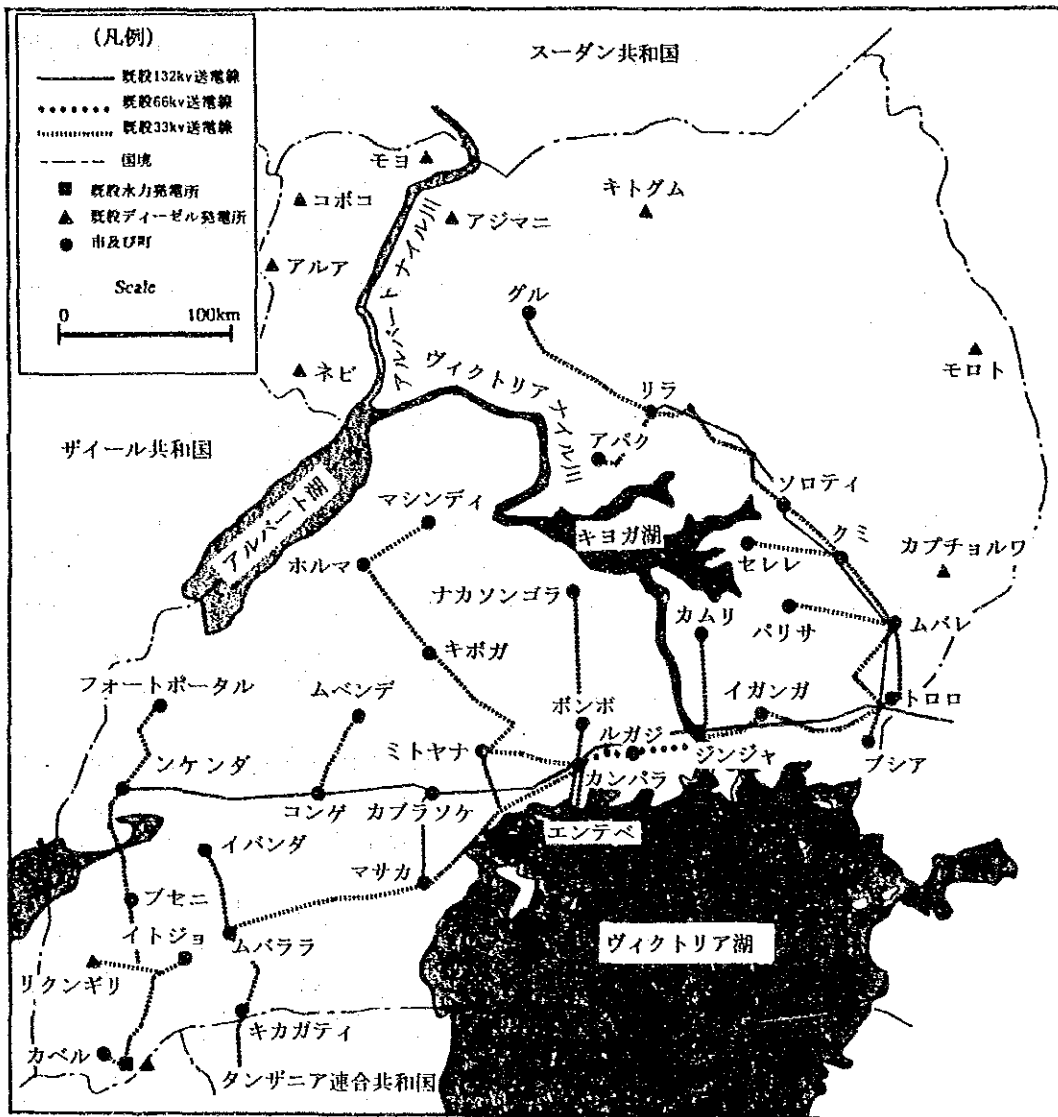 (凡例)
既設132kv送電線
既設66kv送電線
既設33kv送電線
国境
既設水力発電所
既設ディーゼル発電所
市及び町
Scale
0 100km
スーダン共和国
モヨ
コボコ
アジマニ
キトグム
アルア
アルバートナイル川
グル
ネビ
ヴィクトリアナイル川
モロト
リラ
アパク
ザイール共和国
アルバート湖
マシンディ
ソロティ
キヨガ湖
クミ
ホルマ
セレレ
カプチョルワ
ナカソンゴラ
カムリ
パリサ
ムバレ
キボガ
フォートポータル
ムベンデ
ボンボ
イガンガ
トロロ
ルガジ
ミトヤナ
ジンジャ
ブシア
ンケンダ
カンパラ
コンゲ
カブラソケ
エンテベ
イバンダ
マサカ
ブセニ
イトジョ
ムバララ
ヴィクトリア湖
リクンギリ
キカガティ
カベル
タンザニア連合共和国